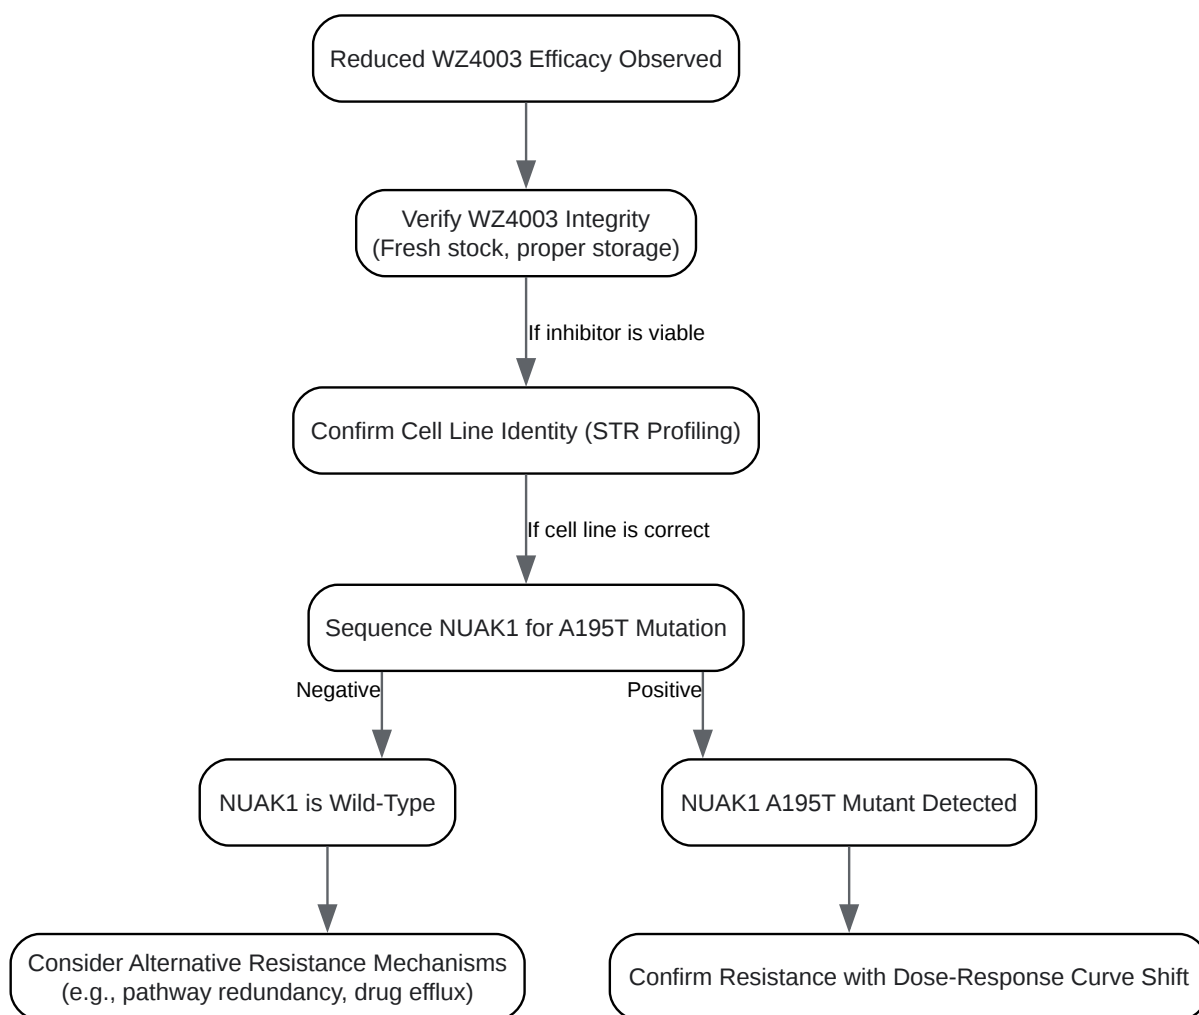 Reduced WZ4003 Efficacy Observed
Verify WZ4003 Integrity
(Fresh stock, proper storage)
If inhibitor is viable
Confirm Cell Line Identity (STR Profiling)
If cell line is correct
Sequence NUAK1 for A195T Mutation
Negative
Positive
NUAK1 is Wild-Type
NUAK1 A195T Mutant Detected
Consider Alternative Resistance Mechanisms
(e.g., pathway redundancy, drug efflux)
Confirm Resistance with Dose-Response Curve Shift